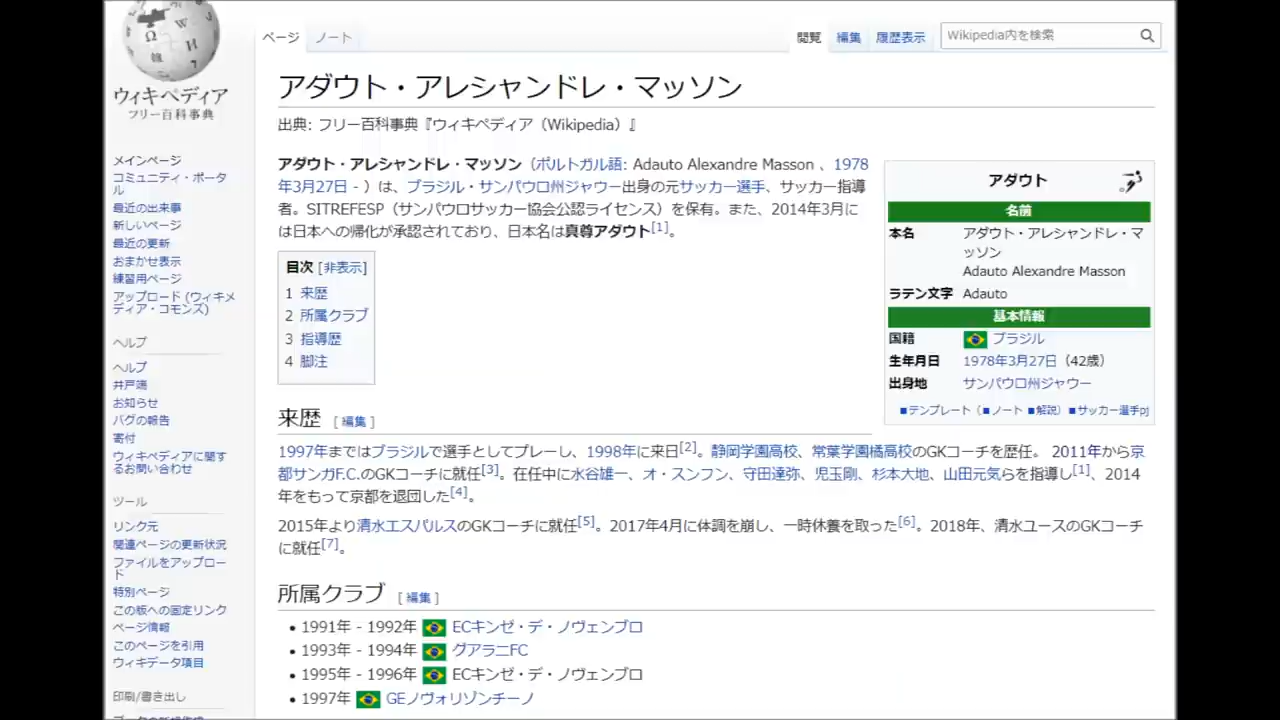 ページ
ノート
閲覧
編集
履歴表示
Wikipedia内を検索
ウィキペディア
フリー百科事典
メインページ
コミュニティ・ポータ
ル
最近の出来事
新しいページ
最近の更新
おまかせ表示
練習用ページ
アップロード (ウィキメ
ディア・コモンズ)
ヘルプ
ヘルプ
井戸端
お知らせ
バグの報告
寄付
ウィキペディアに関す
るお問い合わせ
ツール
リンク元
関連ページの更新状況
ファイルをアップロー
ド
特別ページ
この版への固定リンク
ページ情報
このページを引用
ウィキデータ項目
印刷/書き出し
アダウト・アレシャンドレ・マッソン
出典: フリー百科事典『ウィキペディア（Wikipedia）』
アダウト・アレシャンドレ・マッソン（ポルトガル語: Adauto Alexandre Masson 、1978
年3月27日 - ）は、ブラジル・サンパウロ州ジャウー出身の元サッカー選手、サッカー指導
者。SITREFESP（サンパウロサッカー協会公認ライセンス）を保有。また、2014年3月に
は日本への帰化が承認されており、日本名は真尊アダウト[1]。
目次 [非表示]
1 来歴
2 所属クラブ
3 指導歴
4 脚注
アダウト
名前
本名 アダウト・アレシャンドレ・マ
ッソン
Adauto Alexandre Masson
ラテン文字 Adauto
基本情報
国籍 ブラジル
生年月日 1978年3月27日（42歳）
出身地 サンパウロ州ジャウー
■テンプレート（■ノート ■解説）■サッカー選手pj
来歴 [ 編集 ]
1997年まではブラジルで選手としてプレーし、1998年に来日[2]。静岡学園高校、常葉学園橘高校のGKコーチを歴任。 2011年から京
都サンガF.C.のGKコーチに就任[3]。在任中に水谷雄一、オ・スンフン、守田達弥、児玉剛、杉本大地、山田元気らを指導し[1]、2014
年をもって京都を退団した[4]。
2015年より清水エスパルスのGKコーチに就任[5]。2017年4月に体調を崩し、一時休養を取った[6]。2018年、清水ユースのGKコーチ
に就任[7]。
所属クラブ [ 編集 ]
• 1991年 - 1992年 ECキンゼ・デ・ノヴェンブロ
• 1993年 - 1994年 グアラニFC
• 1995年 - 1996年 ECキンゼ・デ・ノヴェンブロ
• 1997年 GEノヴォリゾンチーノ